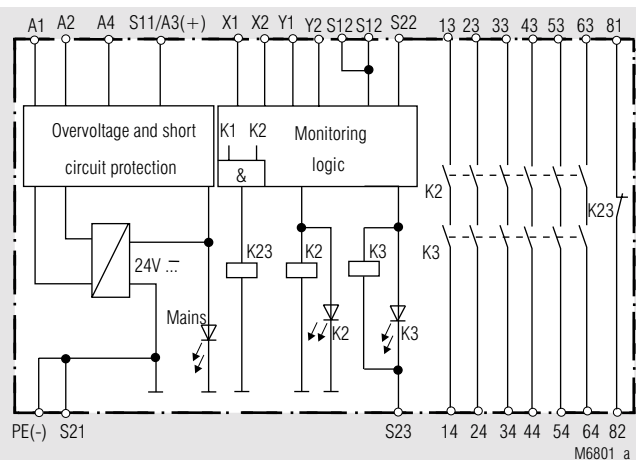 A1 A2 A4 S11/A3(+) X1 X2 Y1 Y2 S12 S12 S22 13 23 33 43 53 63 81
Overvoltage and short
circuit protection
K1 K2
&
Monitoring
logic
K2
K23
K3
24V
K23
K2
K3
Mains
K2
K3
PE(-) S21 S23 14 24 34 44 54 64 82
M6801_a